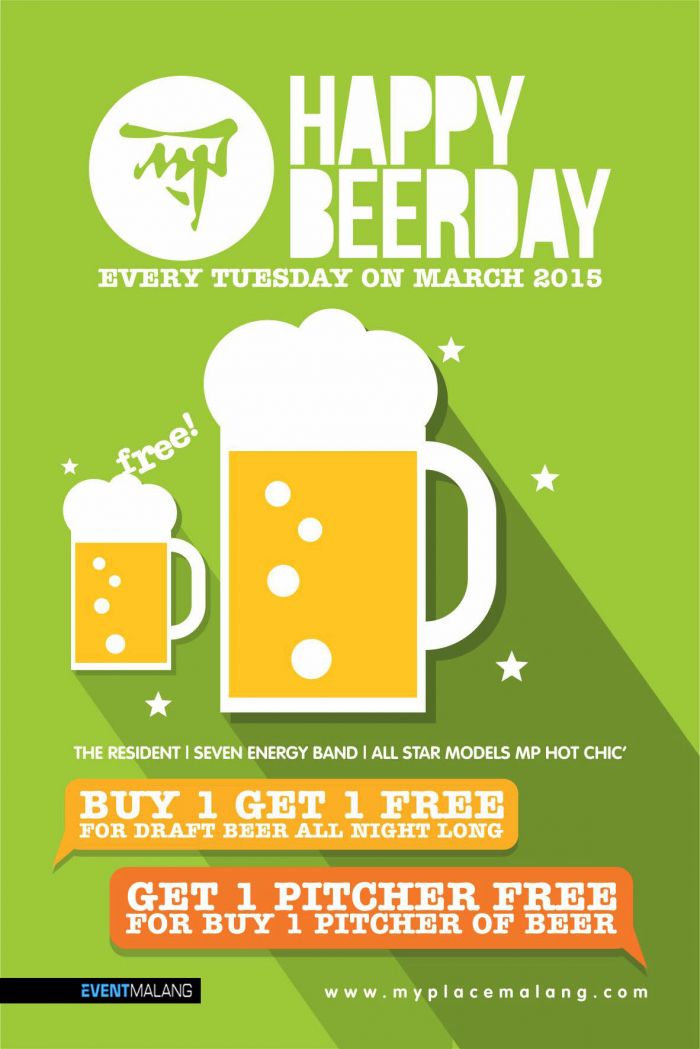 mp
HAPPY
BEERDAY
EVERY TUESDAY ON MARCH 2015
free!
THE RESIDENT | SEVEN ENERGY BAND | ALL STAR MODELS MP HOT CHIC'
BUY 1 GET 1 FREE
FOR DRAFT BEER ALL NIGHT LONG
GET 1 PITCHER FREE
FOR BUY 1 PITCHER OF BEER
EVENTMALANG
www.myplacemalang.com